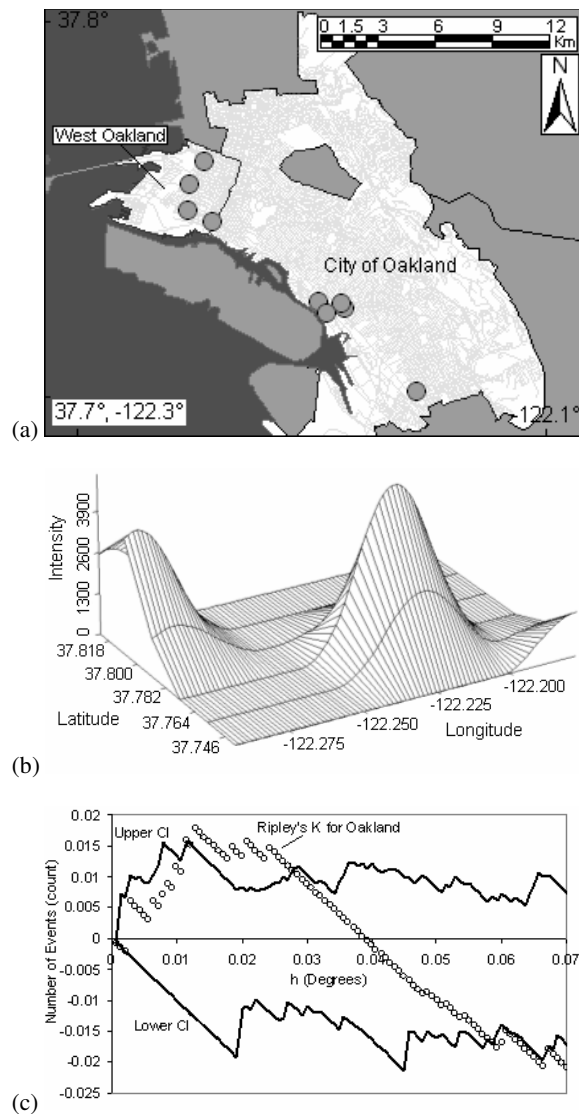 37.8°
0 1.5 3 6 9 12
Km
N
West Oakland
City of Oakland
37.7°, -122.3°
-122.1°
(a)
Intensity
0 1300 2600 3900
37.818
37.800
37.782
37.764
37.746
Latitude
-122.275
-122.250
-122.225
-122.200
Longitude
(b)
Number of Events (count)
0.02
0.015
0.01
0.005
0
-0.005
-0.01
-0.015
-0.02
-0.025
Upper CI
Ripley's K for Oakland
0 0.01 0.02 0.03 0.04 0.05 0.06 0.07
h (Degrees)
Lower CI
(c)